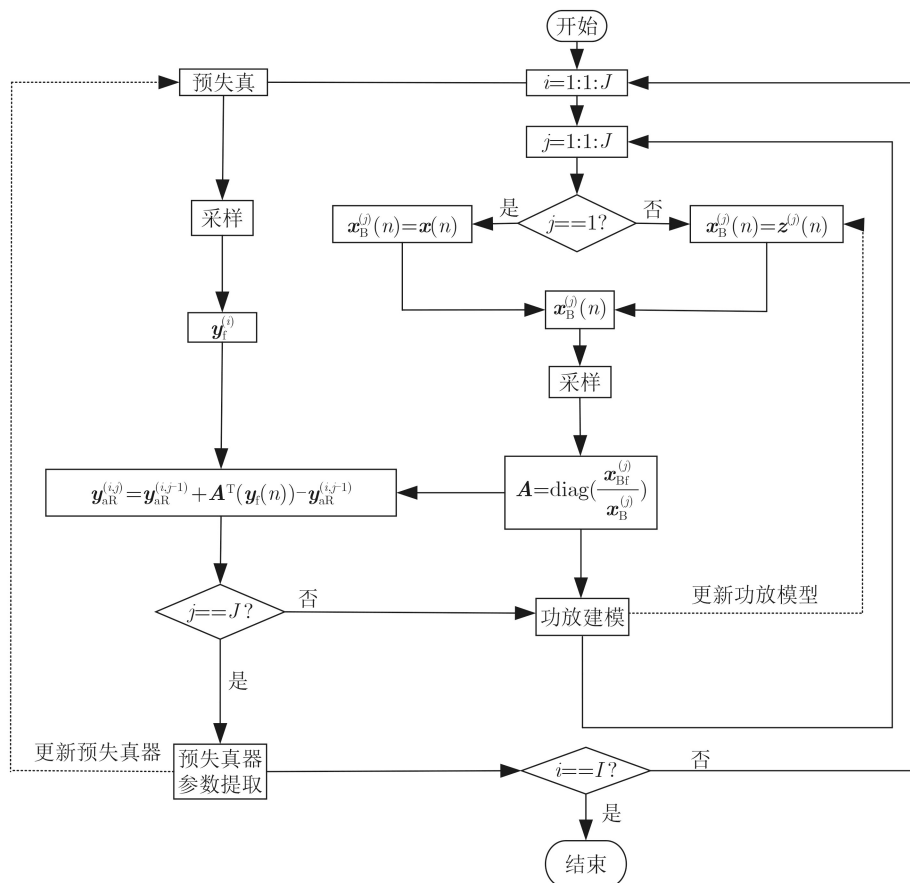 开始
预失真
i=1:1:J
j=1:1:J
采样
是
j==1?
否
x_B^(j)(n)=x(n)
x_B^(j)(n)=z^(j)(n)
y_f^(i)
x_B^(j)(n)
采样
y_aR^(i,j)=y_aR^(i,j-1)+A^T(y_f(n))-y_aR^(i,j-1)
A=diag(x_Bf^(j)/x_B^(j))
j==J?
否
功放建模
更新功放模型
是
更新预失真器
预失真器
参数提取
i==I?
否
是
结束